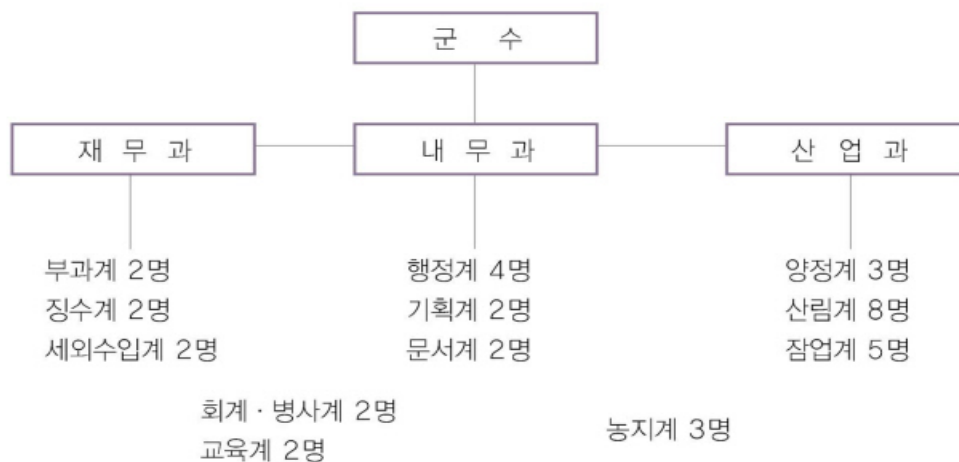 군 수
재 무 과
내 무 과
산 업 과
부과계 2명
징수계 2명
세외수입계 2명
행정계 4명
기획계 2명
문서계 2명
양정계 3명
산림계 8명
잠업계 5명
회계 · 병사계 2명
교육계 2명
농지계 3명